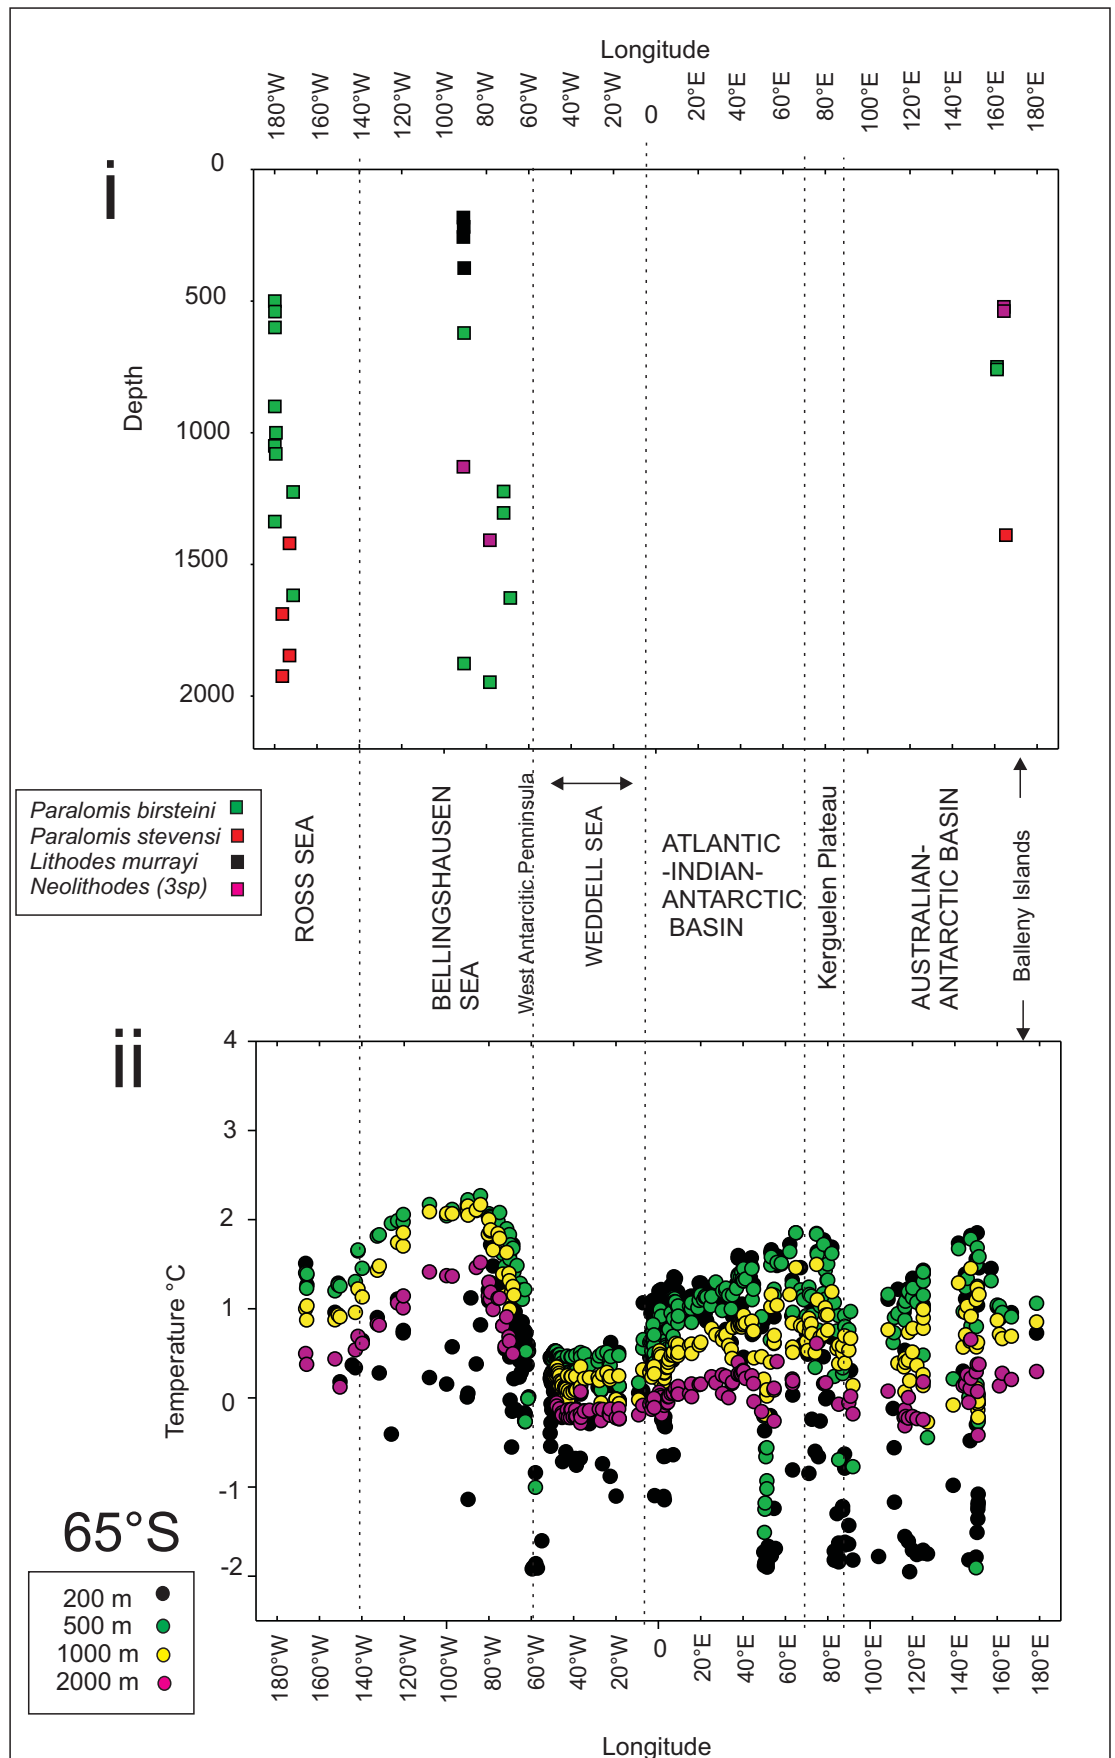 Longitude
180°W 160°W 140°W 120°W 100°W 80°W 60°W 40°W 20°W 0 20°E 40°E 60°E 80°E 100°E 120°E 140°E 160°E 180°E
i
0
500
Depth
1000
1500
2000
Paralomis birsteini
Paralomis stevensi
Lithodes murrayi
Neolithodes (3sp)
ROSS SEA
BELLINGSHAUSEN
SEA
West Antarcitic Penninsula
WEDDELL SEA
ATLANTIC
-INDIAN-
ANTARCTIC
BASIN
Kerguelen Plateau
AUSTRALIAN-
ANTARCTIC BASIN
Balleny Islands
ii
4
3
2
1
0
-1
-2
Temperature °C
65°S
200 m
500 m
1000 m
2000 m
180°W 160°W 140°W 120°W 100°W 80°W 60°W 40°W 20°W 0 20°E 40°E 60°E 80°E 100°E 120°E 140°E 160°E 180°E
Longitude